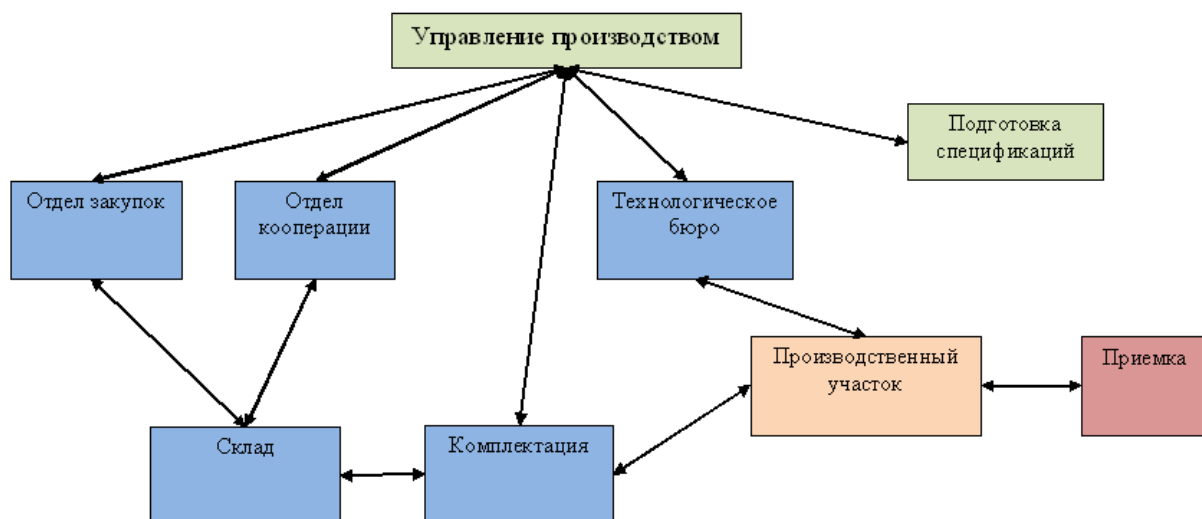 Управление производством
Подготовка
спецификаций
Отдел закупок
Отдел
кооперации
Технологическое
бюро
Производственный
участок
Приемка
Склад
Комплектация